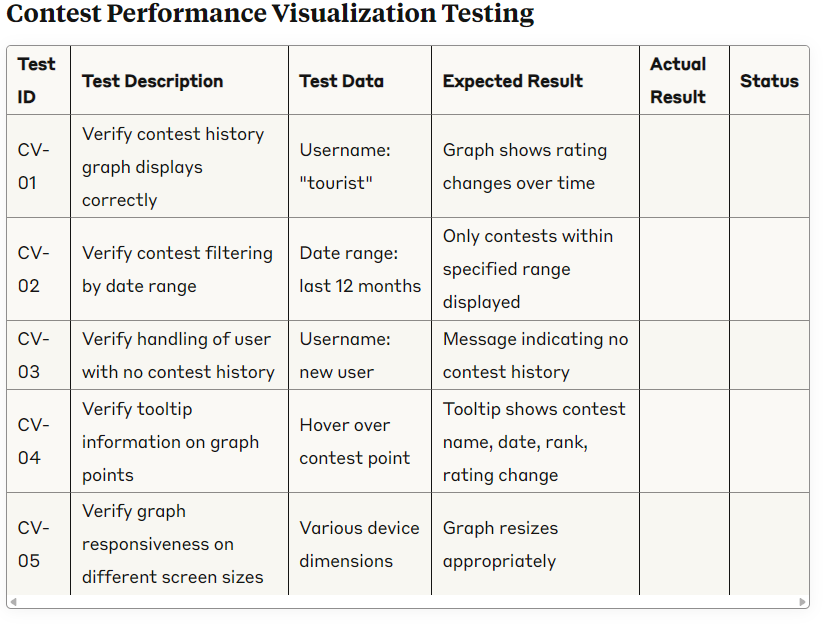 Contest Performance Visualization Testing
Test
ID
Test Description
Test Data
Expected Result
Actual
Result
Status
CV-
01
Verify contest history
graph displays
correctly
Username:
"tourist"
Graph shows rating
changes over time
CV-
02
Verify contest filtering
by date range
Date range:
last 12 months
Only contests within
specified range
displayed
CV-
03
Verify handling of user
with no contest history
Username:
new user
Message indicating no
contest history
CV-
04
Verify tooltip
information on graph
points
Hover over
contest point
Tooltip shows contest
name, date, rank,
rating change
CV-
05
Verify graph
responsiveness on
different screen sizes
Various device
dimensions
Graph resizes
appropriately